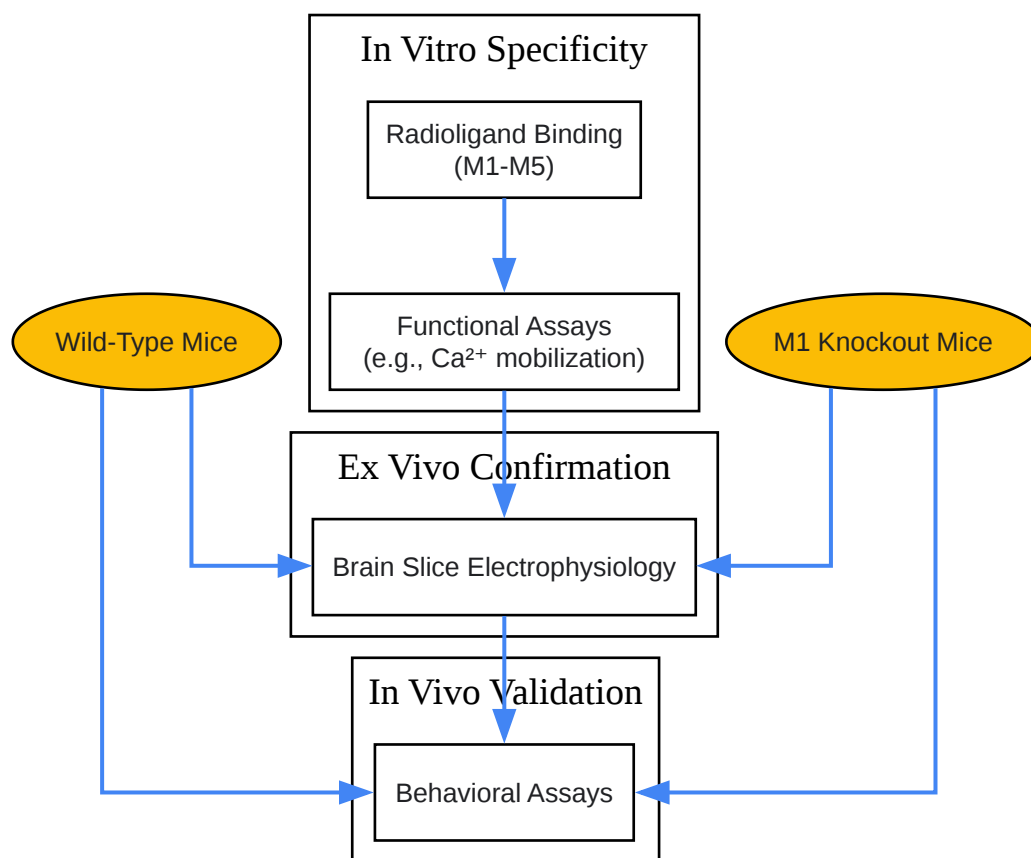 In Vitro Specificity
Radioligand Binding
(M1-M5)
Functional Assays
(e.g., Ca²⁺ mobilization)
Wild-Type Mice
M1 Knockout Mice
Ex Vivo Confirmation
Brain Slice Electrophysiology
In Vivo Validation
Behavioral Assays